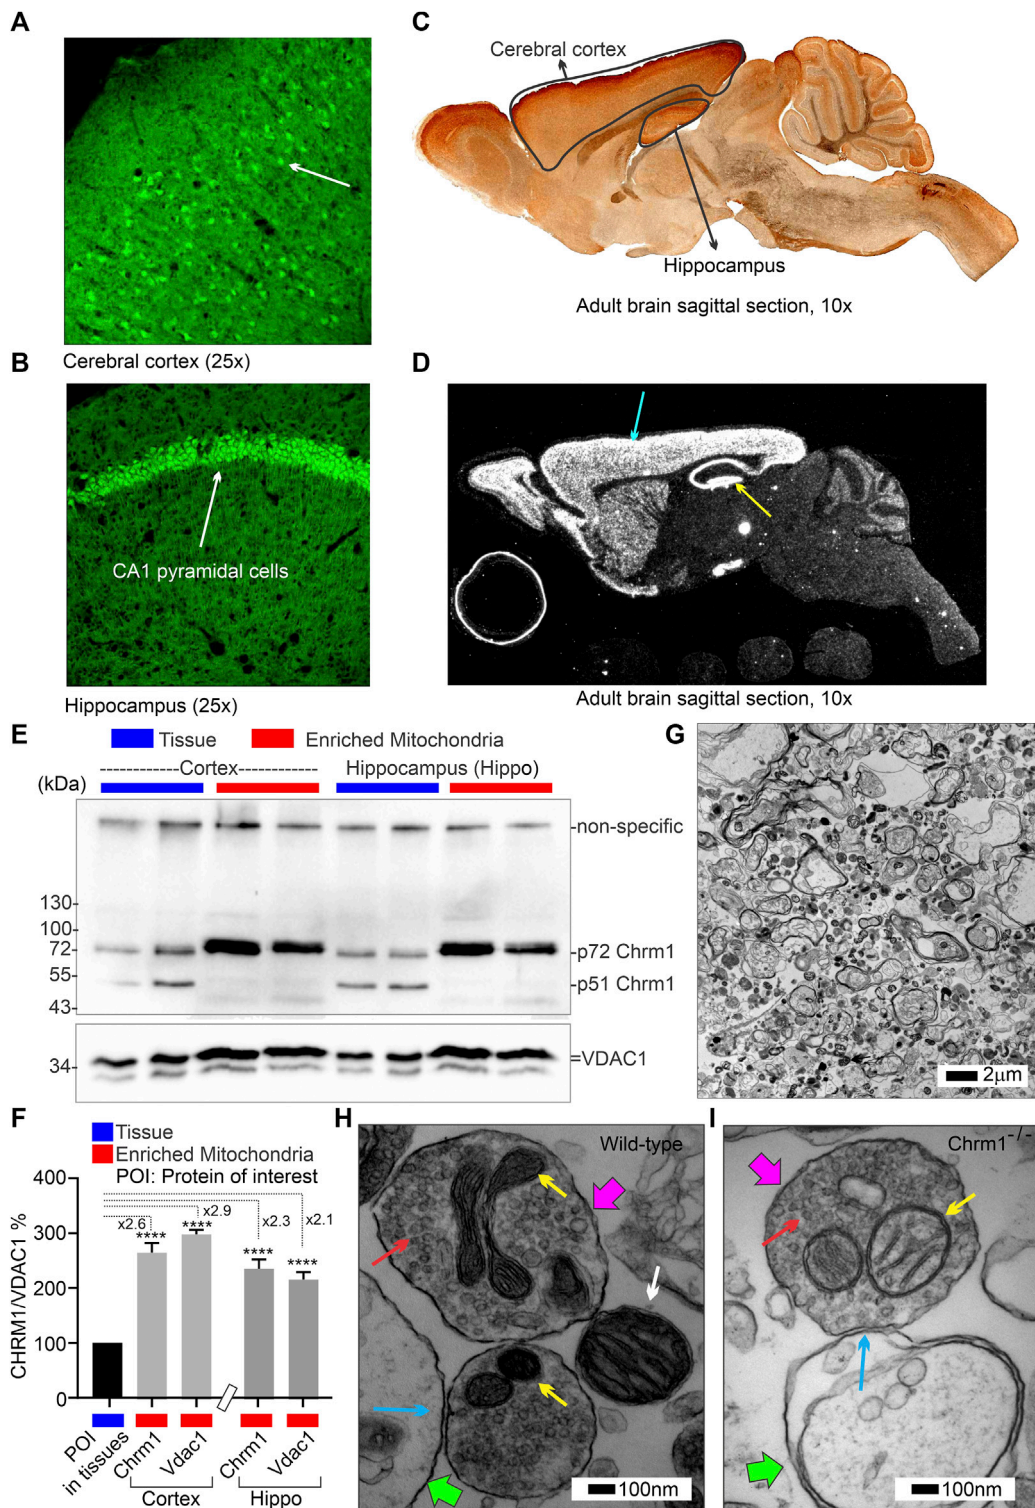 A
Cerebral cortex (25x)
B
CA1 pyramidal cells
Hippocampus (25x)
C
Cerebral cortex
Hippocampus
Adult brain sagittal section, 10x
D
Adult brain sagittal section, 10x
E
Tissue
Enriched Mitochondria
(kDa)
-------------Cortex-------------
Hippocampus (Hippo)
-non-specific
130-
100-
72-
-p72 Chrm1
55-
-p51 Chrm1
43-
34-
=VDAC1
F
Tissue
Enriched Mitochondria
POI: Protein of interest
CHRM1/VDAC1 %
400
300
200
100
0
x2.6
x2.9
x2.3
x2.1
****
****
****
****
POI
in tissues
Chrm1
Vdac1
Chrm1
Vdac1
Cortex
Hippo
G
2μm
H
Wild-type
100nm
I
Chrm1-/-
100nm